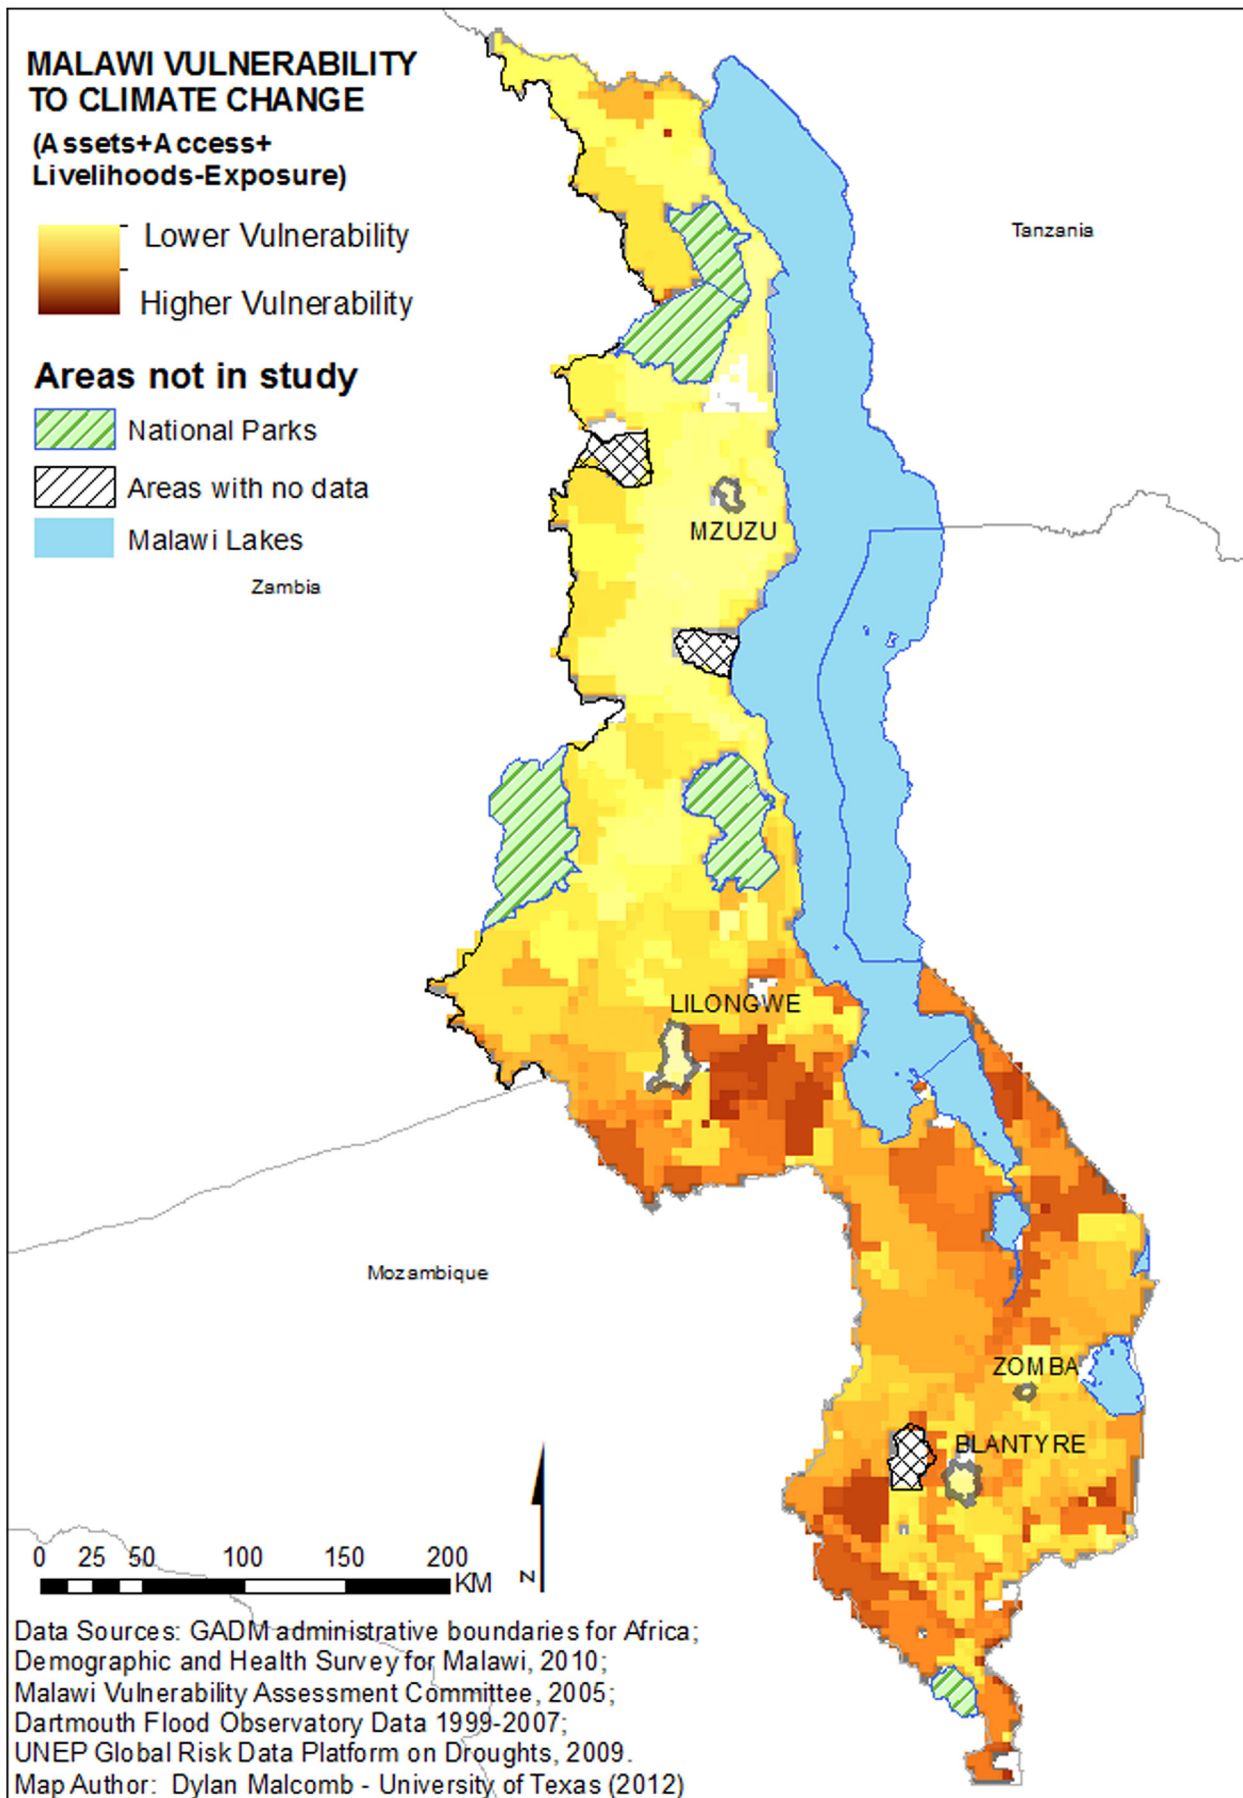 MALAWI VULNERABILITY
TO CLIMATE CHANGE
(Assets+Access+
Livelihoods-Exposure)
Lower Vulnerability
Higher Vulnerability
Areas not in study
National Parks
Areas with no data
Malawi Lakes
Tanzania
Zambia
MZUZU
LILONGWE
Mozambique
ZOMBA
BLANTYRE
0 25 50 100 150 200
KM
N
Data Sources: GADM administrative boundaries for Africa;
Demographic and Health Survey for Malawi, 2010;
Malawi Vulnerability Assessment Committee, 2005;
Dartmouth Flood Observatory Data 1999-2007;
UNEP Global Risk Data Platform on Droughts, 2009.
Map Author: Dylan Malcomb - University of Texas (2012)